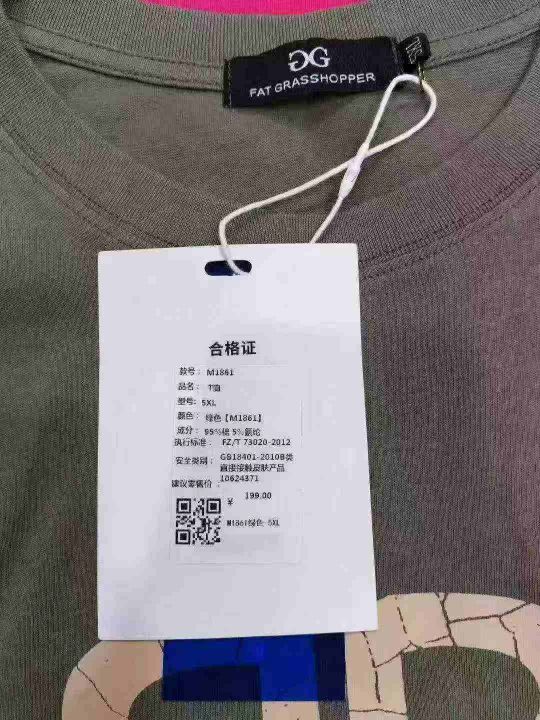 GG
FAT GRASSHOPPER
合格证
款号： M1861
品名： T恤
型号： 5XL
颜色： 绿色【M1861】
成分： 95%棉 5%氨纶
执行标准： FZ/T 73020-2012
安全类别： GB18401-2010B类
直接接触皮肤产品
10624371
建议零售价：
¥ 199.00
M1861绿色 5XL